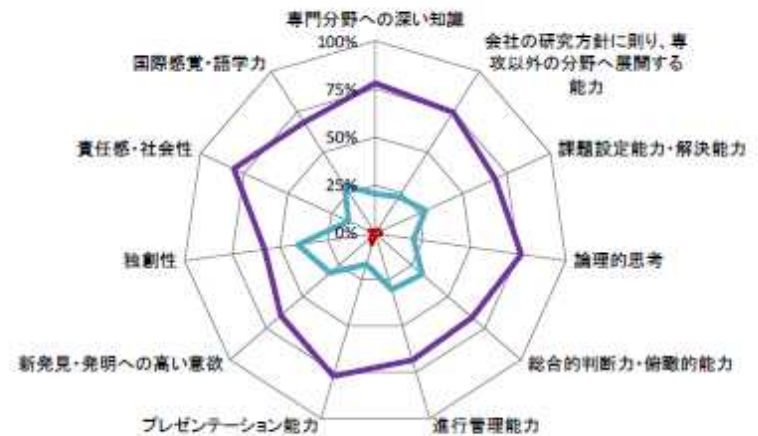 専門分野への深い知識
100%
会社の研究方針に則り、専
攻以外の分野へ展開する
能力
国際感覚・語学力
75%
責任感・社会性
50%
課題設定能力・解決能力
25%
0%
独創性
論理的思考
新発見・発明への高い意欲
総合的判断力・俯瞰的能力
プレゼンテーション能力
進行管理能力